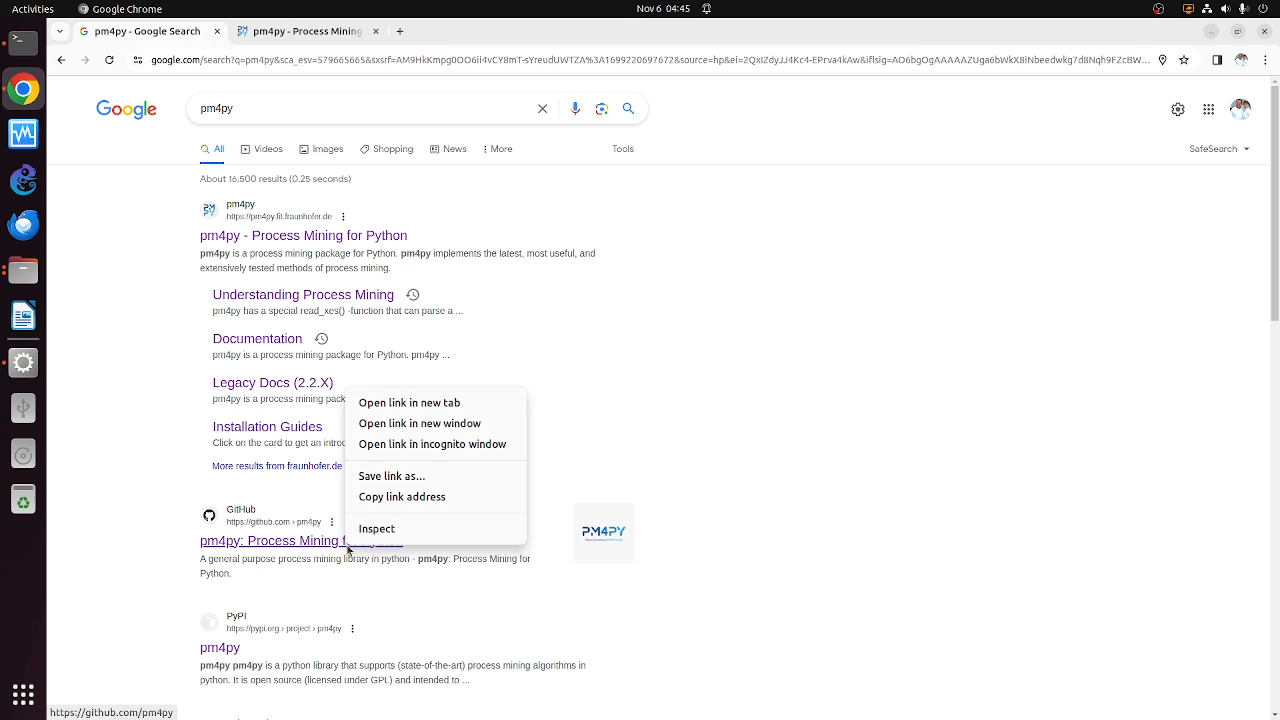 Activities
Google Chrome
Nov 6 04:45
pm4py - Google Search
pm4py - Process Mining
google.com/search?q=pm4py&sca_esv=579665665&sxsrf=AM9HkKmpg0OO6Ii4vCY8mT-sYreudUWTZA%3A1699220697672&source=hp&ei=2QxIZdyJJ4Kc4-EPrva4kAw&iflsig=AO6bgOgAAAAAZUga6bWkX8iNbeedwkg7d8Nqh9FZcBW...
Google
pm4py
All
Videos
Images
Shopping
News
More
Tools
SafeSearch
About 16,500 results (0.25 seconds)
pm4py
https://pm4py.fit.fraunhofer.de
pm4py - Process Mining for Python
pm4py is a process mining package for Python. pm4py implements the latest, most useful, and
extensively tested methods of process mining.
Understanding Process Mining
pm4py has a special read_xes() -function that can parse a ...
Documentation
pm4py is a process mining package for Python. pm4py ...
Legacy Docs (2.2.X)
pm4py is a process mining pack
Installation Guides
Click on the card to get an introd
More results from fraunhofer.de
Open link in new tab
Open link in new window
Open link in incognito window
Save link as...
Copy link address
Inspect
GitHub
https://github.com › pm4py
pm4py: Process Mining f
A general purpose process mining library in python - pm4py: Process Mining for
Python.
PM4PY
PyPI
https://pypi.org › project › pm4py
pm4py
pm4py pm4py is a python library that supports (state-of-the-art) process mining algorithms in
python. It is open source (licensed under GPL) and intended to ...
https://github.com/pm4py